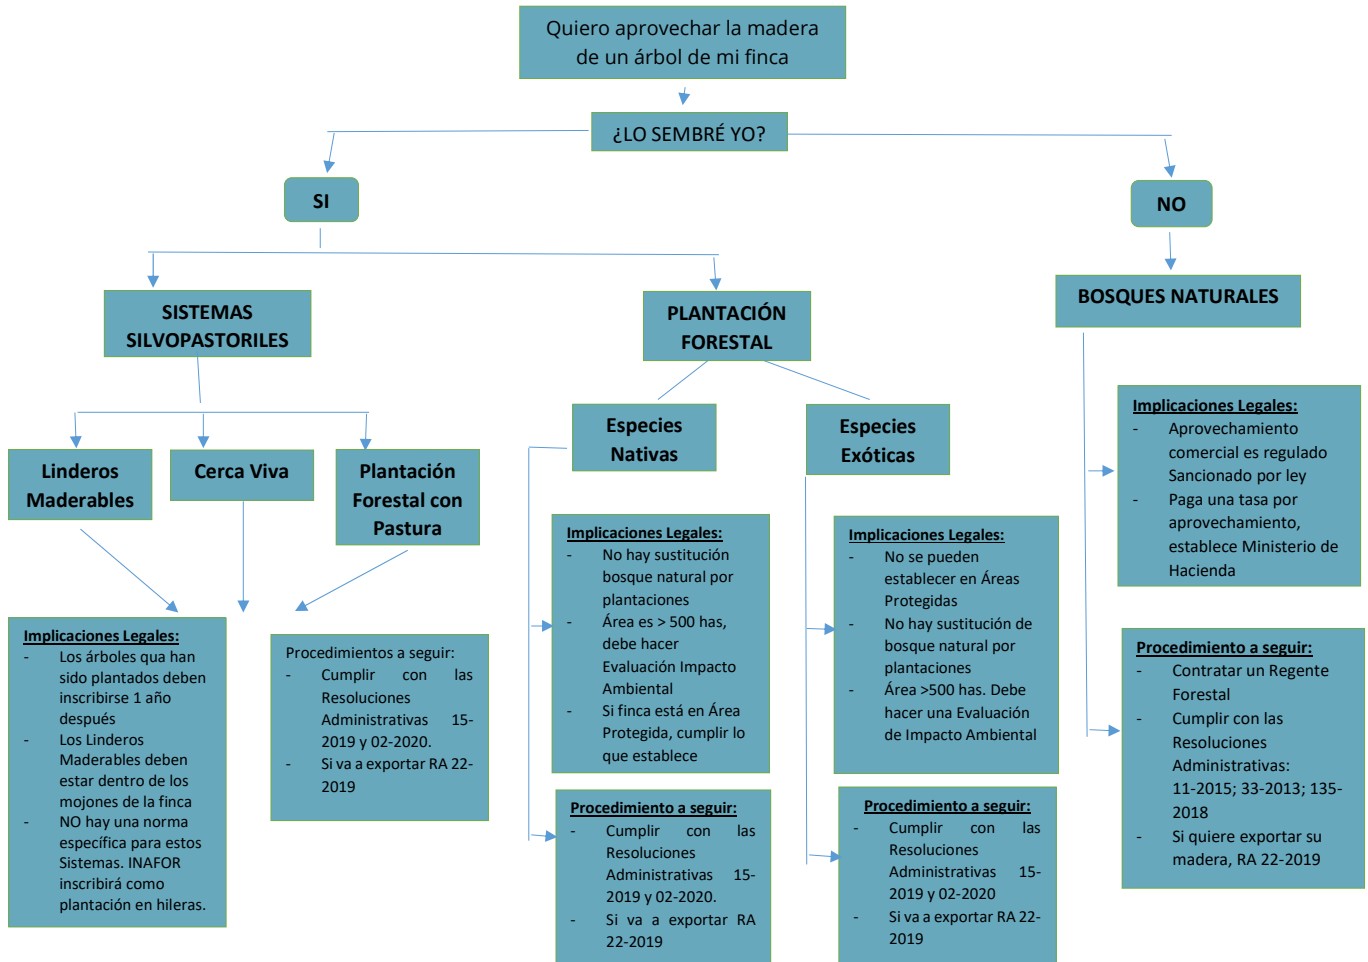 Quiero aprovechar la madera
de un árbol de mi finca
¿LO SEMBRÉ YO?
SI
NO
SISTEMAS
SILVOPASTORILES
PLANTACIÓN
FORESTAL
BOSQUES NATURALES
Linderos
Maderables
Cerca Viva
Plantación
Forestal con
Pastura
Especies
Nativas
Especies
Exóticas
Implicaciones Legales:
- Los árboles qua han
sido plantados deben
inscribirse 1 año
después
- Los Linderos
Maderables deben
estar dentro de los
mojones de la finca
- NO hay una norma
específica para estos
Sistemas. INAFOR
inscribirá como
plantación en hileras.
Procedimientos a seguir:
- Cumplir con las
Resoluciones
Administrativas 15-
2019 y 02-2020.
- Si va a exportar RA 22-
2019
Implicaciones Legales:
- No hay sustitución
bosque natural por
plantaciones
- Área es > 500 has,
debe hacer
Evaluación Impacto
Ambiental
- Si finca está en Área
Protegida, cumplir lo
que establece
Procedimiento a seguir:
- Cumplir con las
Resoluciones
Administrativas 15-
2019 y 02-2020.
- Si va a exportar RA
22-2019
Implicaciones Legales:
- No se pueden
establecer en Áreas
Protegidas
- No hay sustitución de
bosque natural por
plantaciones
- Área >500 has. Debe
hacer una Evaluación
de Impacto Ambiental
Procedimiento a seguir:
- Cumplir con las
Resoluciones
Administrativas 15-
2019 y 02-2020
- Si va a exportar RA 22-
2019
Implicaciones Legales:
- Aprovechamiento
comercial es regulado
Sancionado por ley
- Paga una tasa por
aprovechamiento,
establece Ministerio de
Hacienda
Procedimiento a seguir:
- Contratar un Regente
Forestal
- Cumplir con las
Resoluciones
Administrativas:
11-2015; 33-2013; 135-
2018
- Si quiere exportar su
madera, RA 22-2019